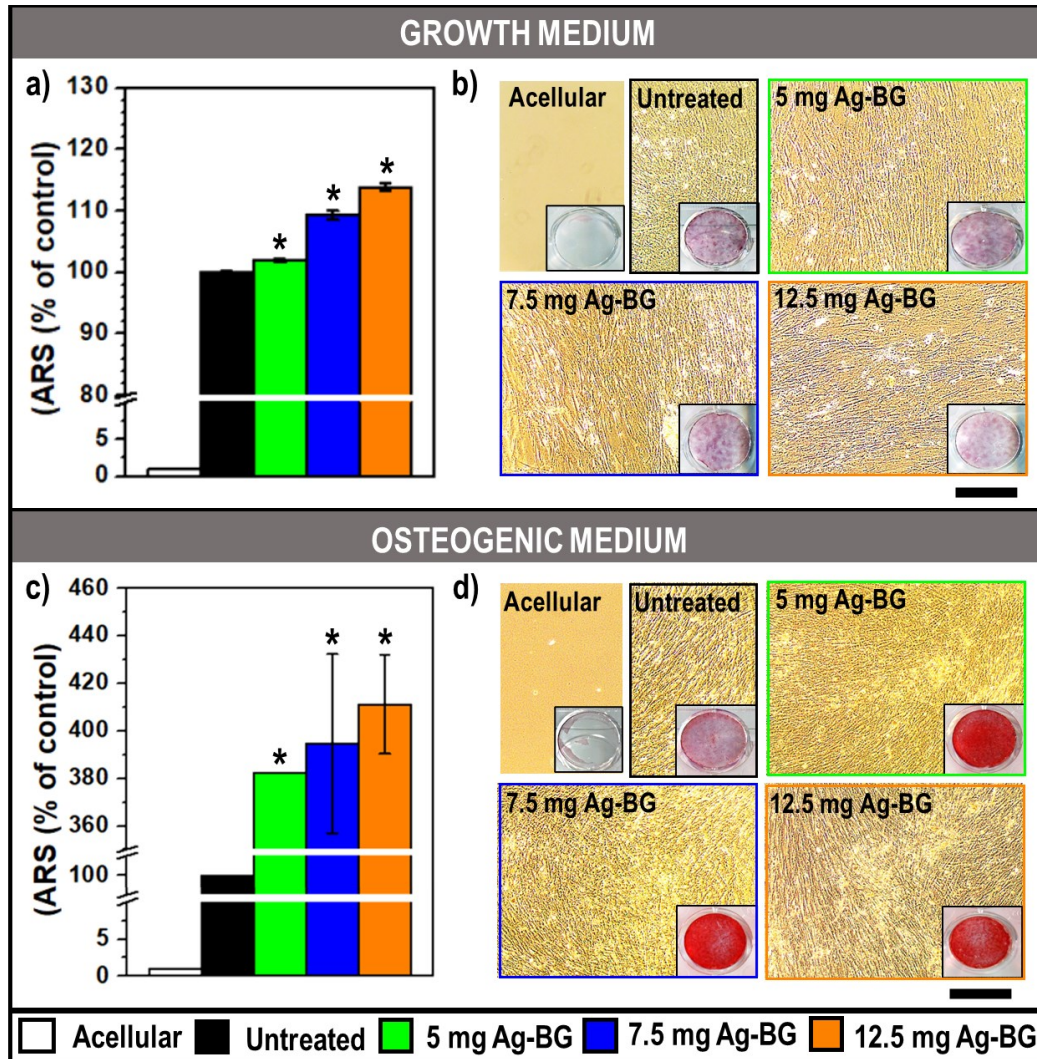 GROWTH MEDIUM
a)
(ARS (% of control)
130
120
110
100
90
80
5
0
*
*
*
b)
Acellular
Untreated
5 mg Ag-BG
7.5 mg Ag-BG
12.5 mg Ag-BG
OSTEOGENIC MEDIUM
c)
(ARS (% of control)
460
440
420
400
380
360
100
5
0
*
*
*
d)
Acellular
Untreated
5 mg Ag-BG
7.5 mg Ag-BG
12.5 mg Ag-BG
Acellular Untreated 5 mg Ag-BG 7.5 mg Ag-BG 12.5 mg Ag-BG